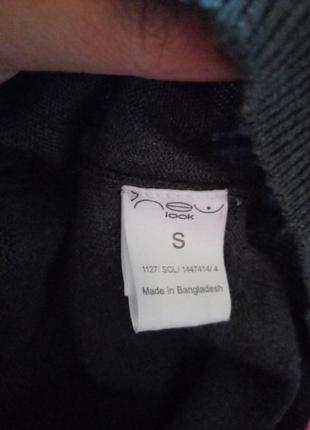 new
look
S
1127/ SCL/ 1447414/ 4
Made in Bangladesh